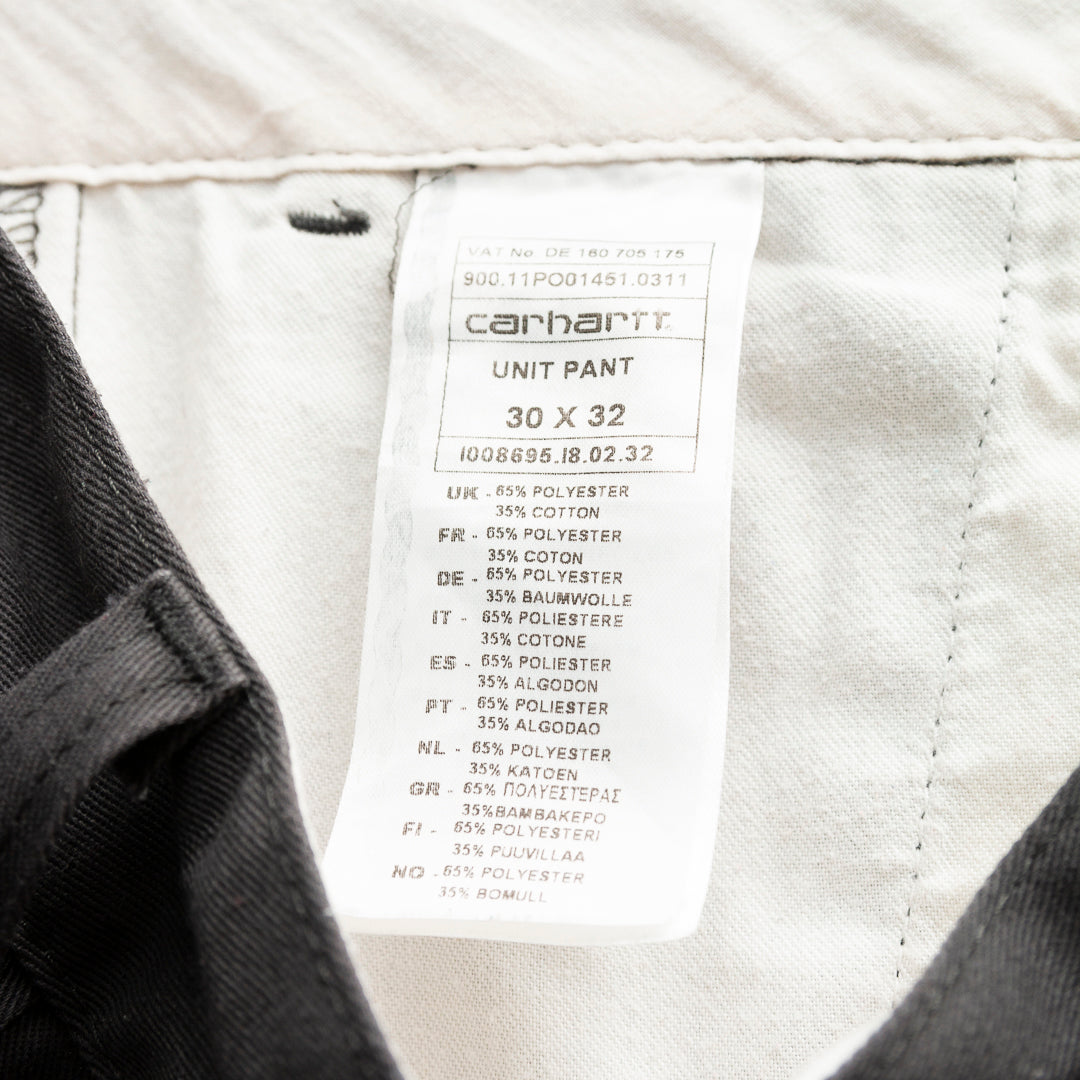 VAT No DE 180 705 175
900.11PO01451.0311
carhartt
UNIT PANT
30 X 32
I008695.I8.02.32
UK - 65% POLYESTER
35% COTTON
FR - 65% POLYESTER
35% COTON
DE - 65% POLYESTER
35% BAUMWOLLE
IT - 65% POLIESTERE
35% COTONE
ES - 65% POLIESTER
35% ALGODON
PT - 65% POLIESTER
35% ALGODAO
NL - 65% POLYESTER
35% KATOEN
GR - 65% ΠΟΛΥΕΣΤΕΡΑΣ
35%ΒΑΜΒΑΚΕΡΟ
FI - 65% POLYESTERI
35% PUUVILLAA
NO - 65% POLYESTER
35% BOMULL